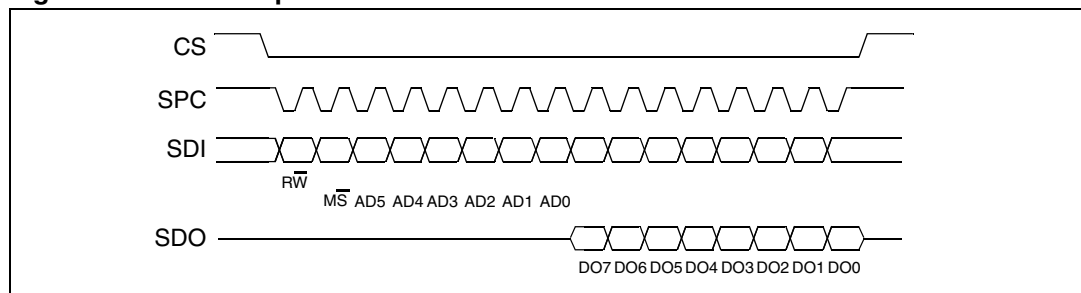 CS
SPC
SDI
RW̅
MS̅ AD5 AD4 AD3 AD2 AD1 AD0
SDO
DO7 DO6 DO5 DO4 DO3 DO2 DO1 DO0